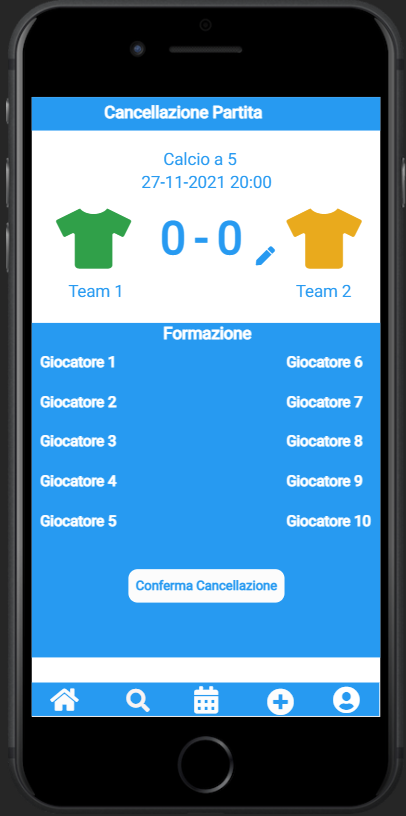 Cancellazione Partita
Calcio a 5
27-11-2021 20:00
0 - 0
Team 1
Team 2
Formazione
Giocatore 1
Giocatore 6
Giocatore 2
Giocatore 7
Giocatore 3
Giocatore 8
Giocatore 4
Giocatore 9
Giocatore 5
Giocatore 10
Conferma Cancellazione